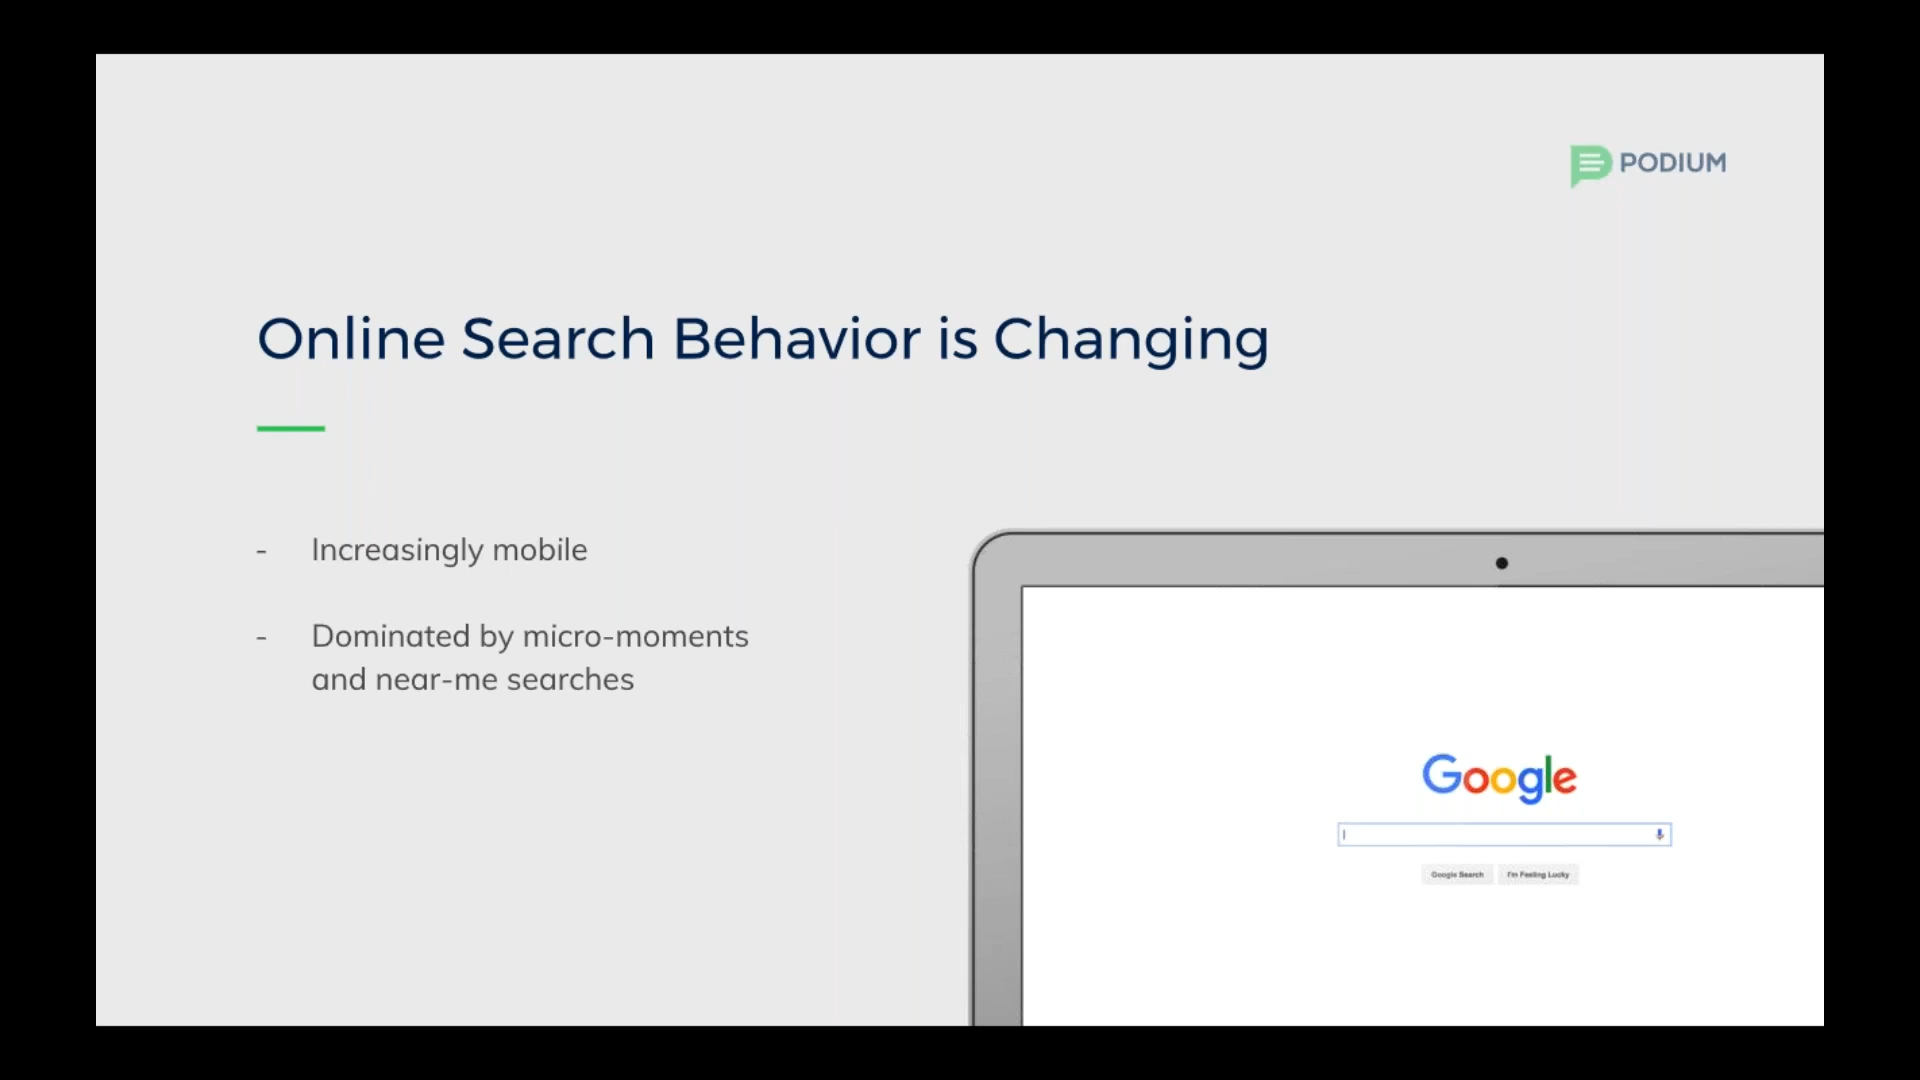 PODIUM
Online Search Behavior is Changing
- Increasingly mobile
- Dominated by micro-moments
and near-me searches
Google
Google Search I'm Feeling Lucky